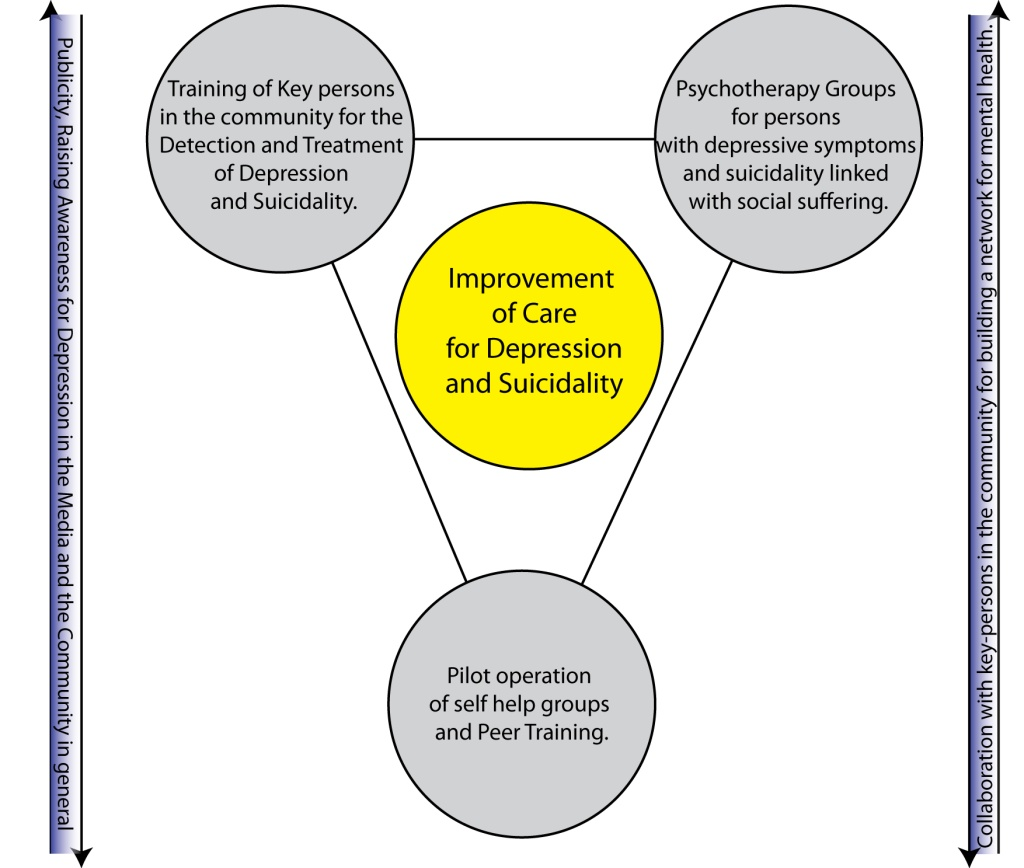 Publicity, Raising Awareness for Depression in the Media and the Community in general
Training of Key persons
in the community for the
Detection and Treatment
of Depression
and Suicidality.
Psychotherapy Groups
for persons
with depressive symptoms
and suicidality linked
with social suffering.
Improvement
of Care
for Depression
and Suicidality
Pilot operation
of self help groups
and Peer Training.
Collaboration with key-persons in the community for building a network for mental health.